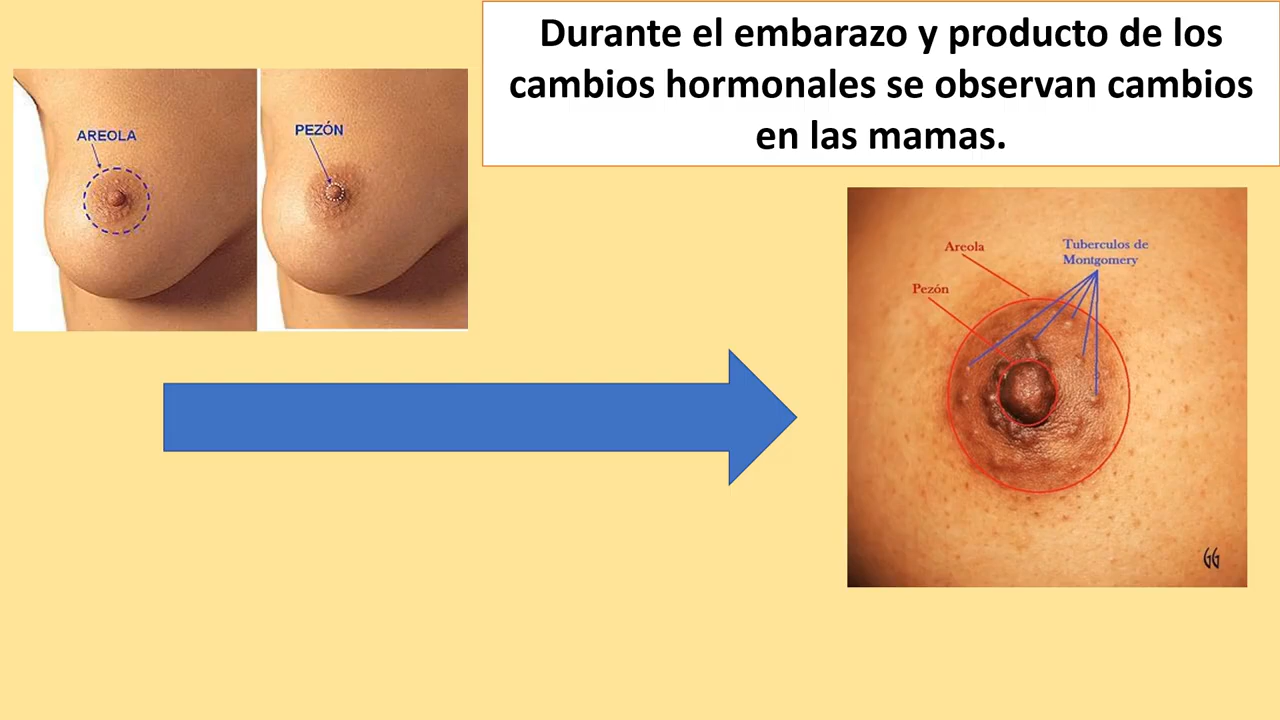 Durante el embarazo y producto de los
cambios hormonales se observan cambios
en las mamas.
AREOLA
PEZÓN
Areola
Tuberculos de
Montgomery
Pezón
GG